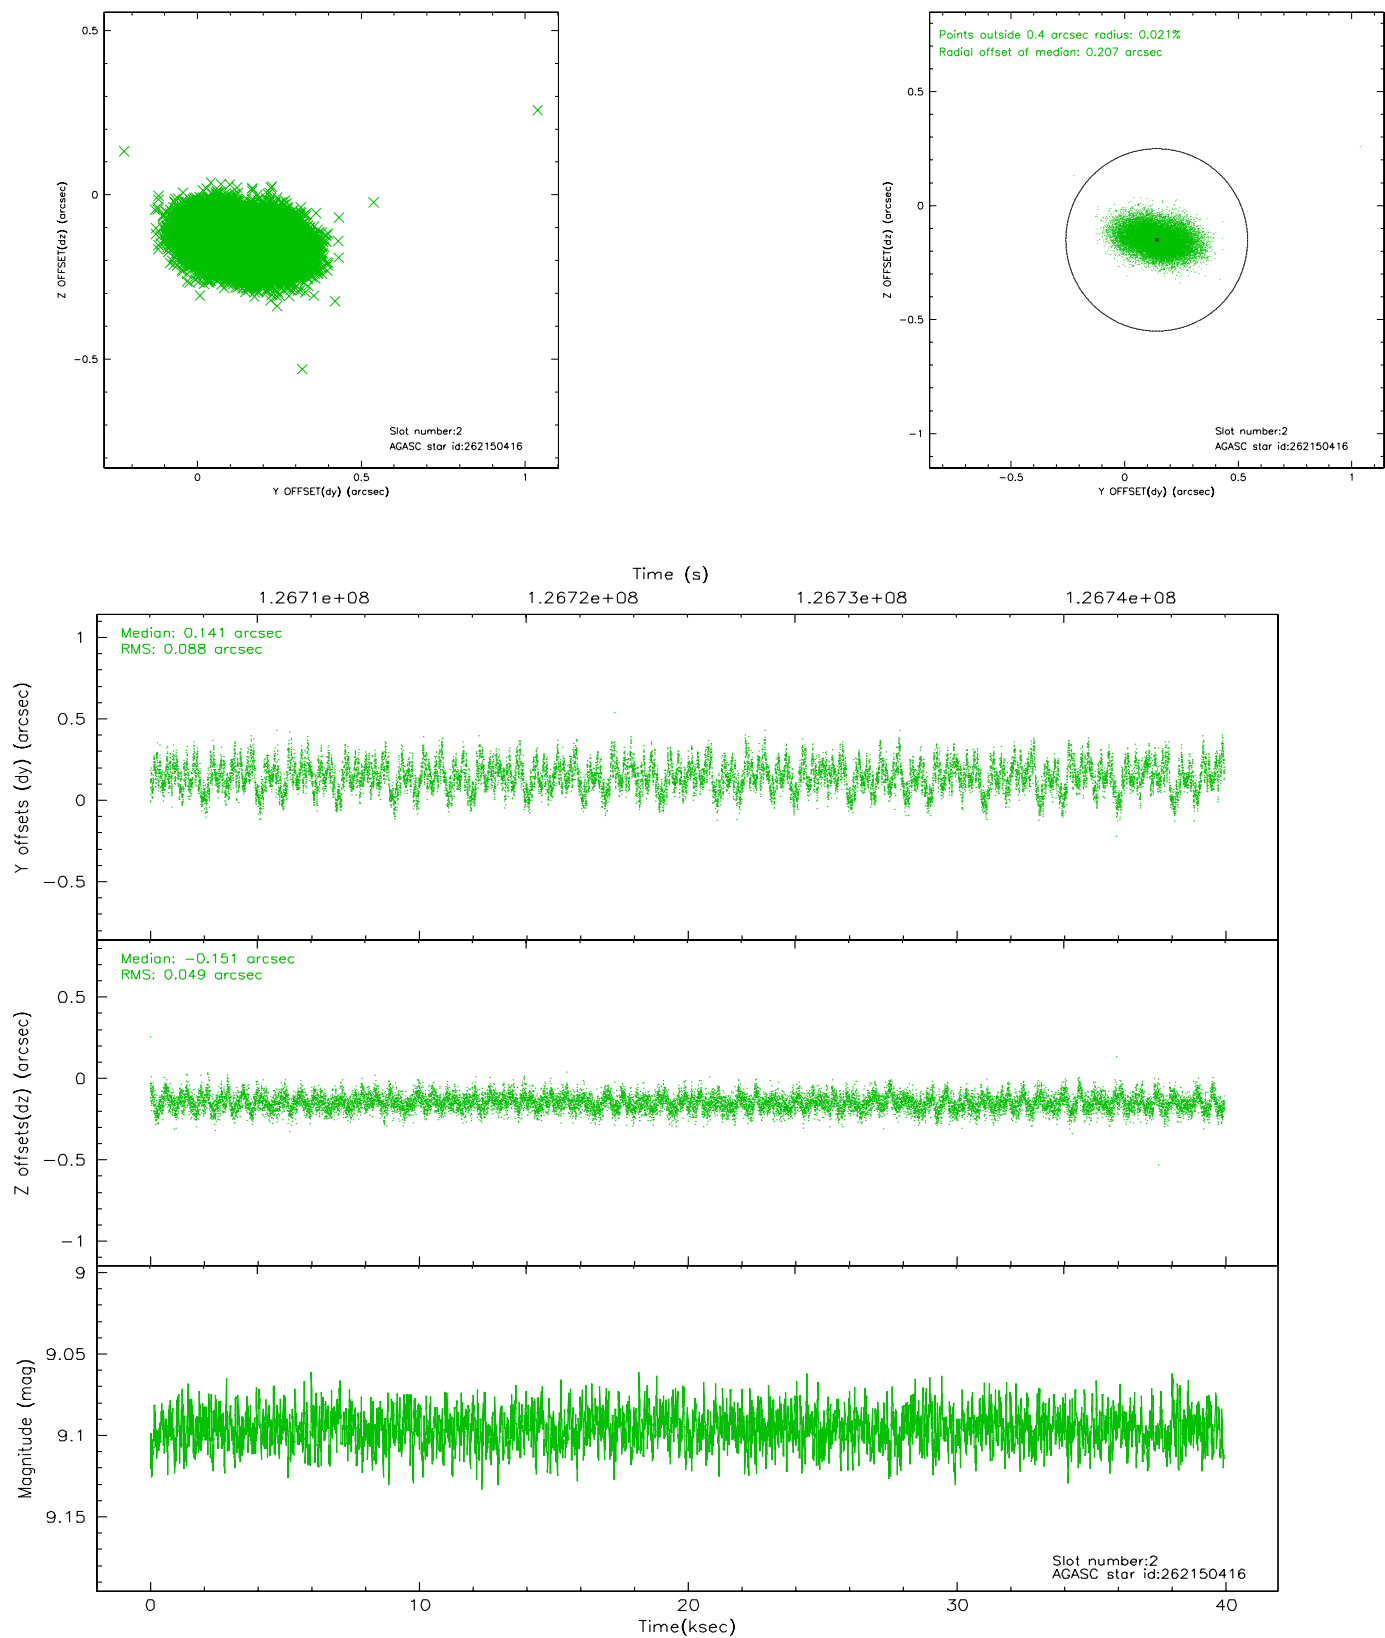 0.5
0
−0.5
Z OFFSET(dz) (arcsec)
Slot number:2
AGASC star id:262150416
0 0.5 1
Y OFFSET(dy) (arcsec)
Points outside 0.4 arcsec radius: 0.021%
Radial offset of median: 0.207 arcsec
0.5
0
−0.5
−1
Z OFFSET(dz) (arcsec)
Slot number:2
AGASC star id:262150416
−0.5 0 0.5 1
Y OFFSET(dy) (arcsec)
Time (s)
1.2671e+08 1.2672e+08 1.2673e+08 1.2674e+08
Median: 0.141 arcsec
RMS: 0.088 arcsec
1
0.5
0
−0.5
Y offsets (dy) (arcsec)
Median: −0.151 arcsec
RMS: 0.049 arcsec
0.5
0
−0.5
−1
Z offsets(dz) (arcsec)
9
9.05
9.1
9.15
Magnitude (mag)
Slot number:2
AGASC star id:262150416
0 10 20 30 40
Time(ksec)